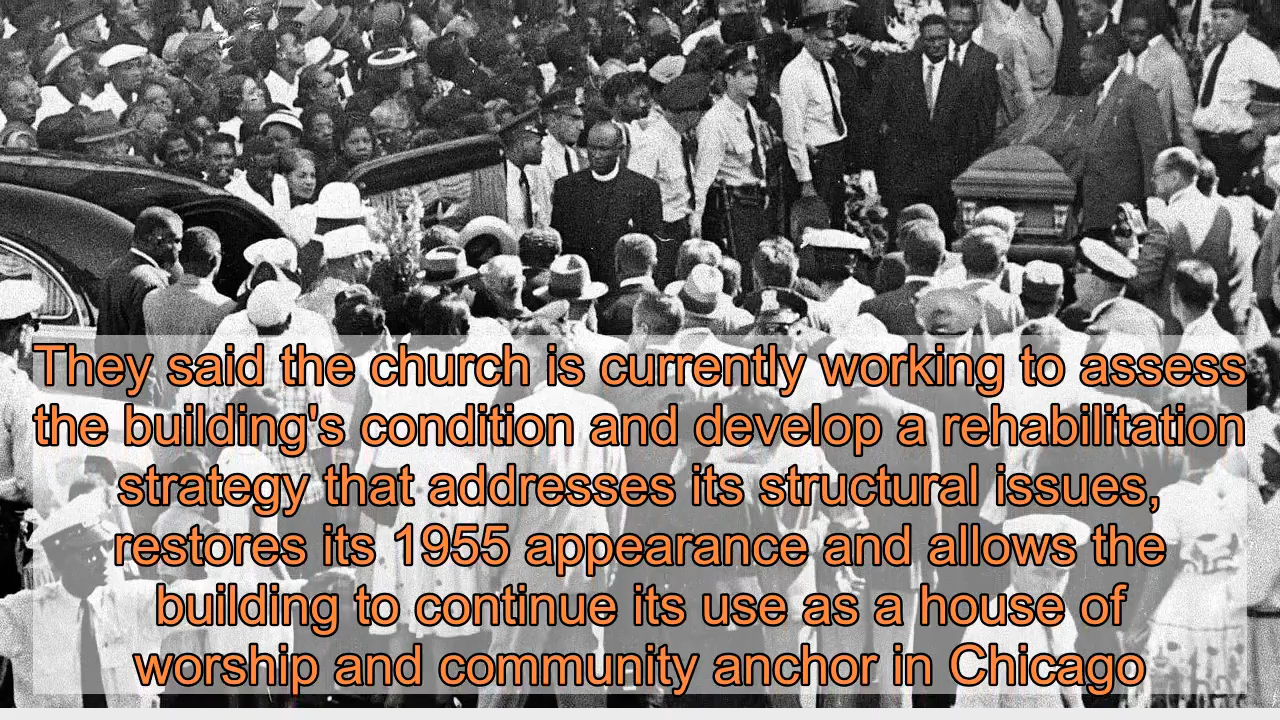 They said the church is currently working to assess
the building's condition and develop a rehabilitation
strategy that addresses its structural issues,
restores its 1955 appearance and allows the
building to continue its use as a house of
worship and community anchor in Chicago